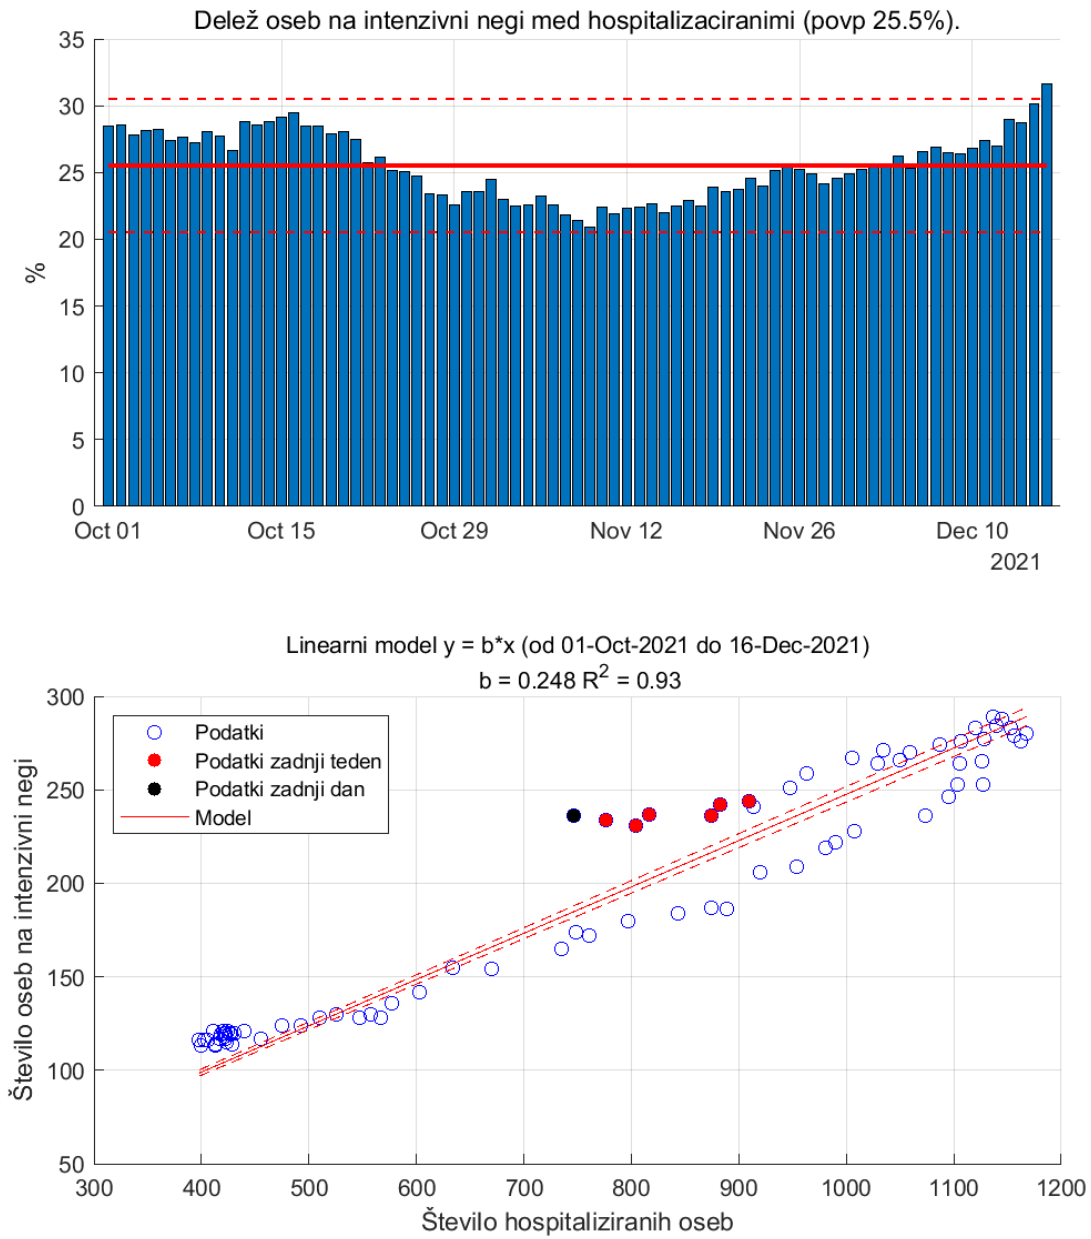 Delež oseb na intenzivni negi med hospitalizaciranimi (povp 25.5%).
35
30
25
20
15
10
5
0
%
Oct 01 Oct 15 Oct 29 Nov 12 Nov 26 Dec 10
2021
Linearni model y = b*x (od 01-Oct-2021 do 16-Dec-2021)
b = 0.248 R² = 0.93
300
250
200
150
100
50
Število oseb na intenzivni negi
Podatki
Podatki zadnji teden
Podatki zadnji dan
Model
300 400 500 600 700 800 900 1000 1100 1200
Število hospitaliziranih oseb